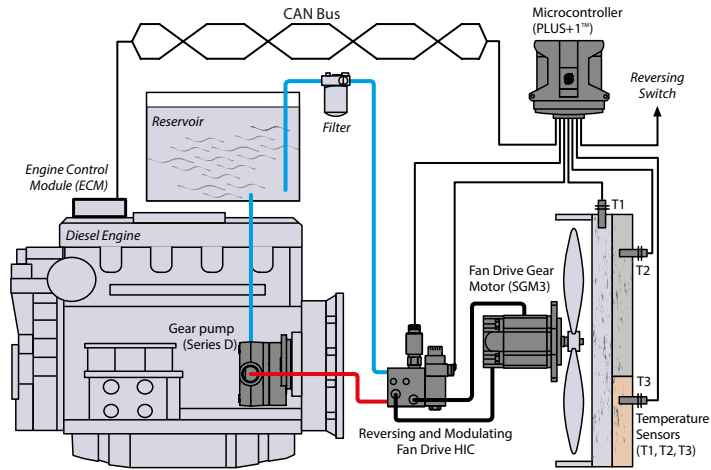 CAN Bus
Microcontroller
(PLUS+1™)
Reversing
Switch
Reservoir
Filter
Engine Control
Module (ECM)
T1
Diesel Engine
T2
Fan Drive Gear
Motor (SGM3)
Gear pump
(Series D)
T3
Temperature
Sensors
(T1, T2, T3)
Reversing and Modulating
Fan Drive HIC